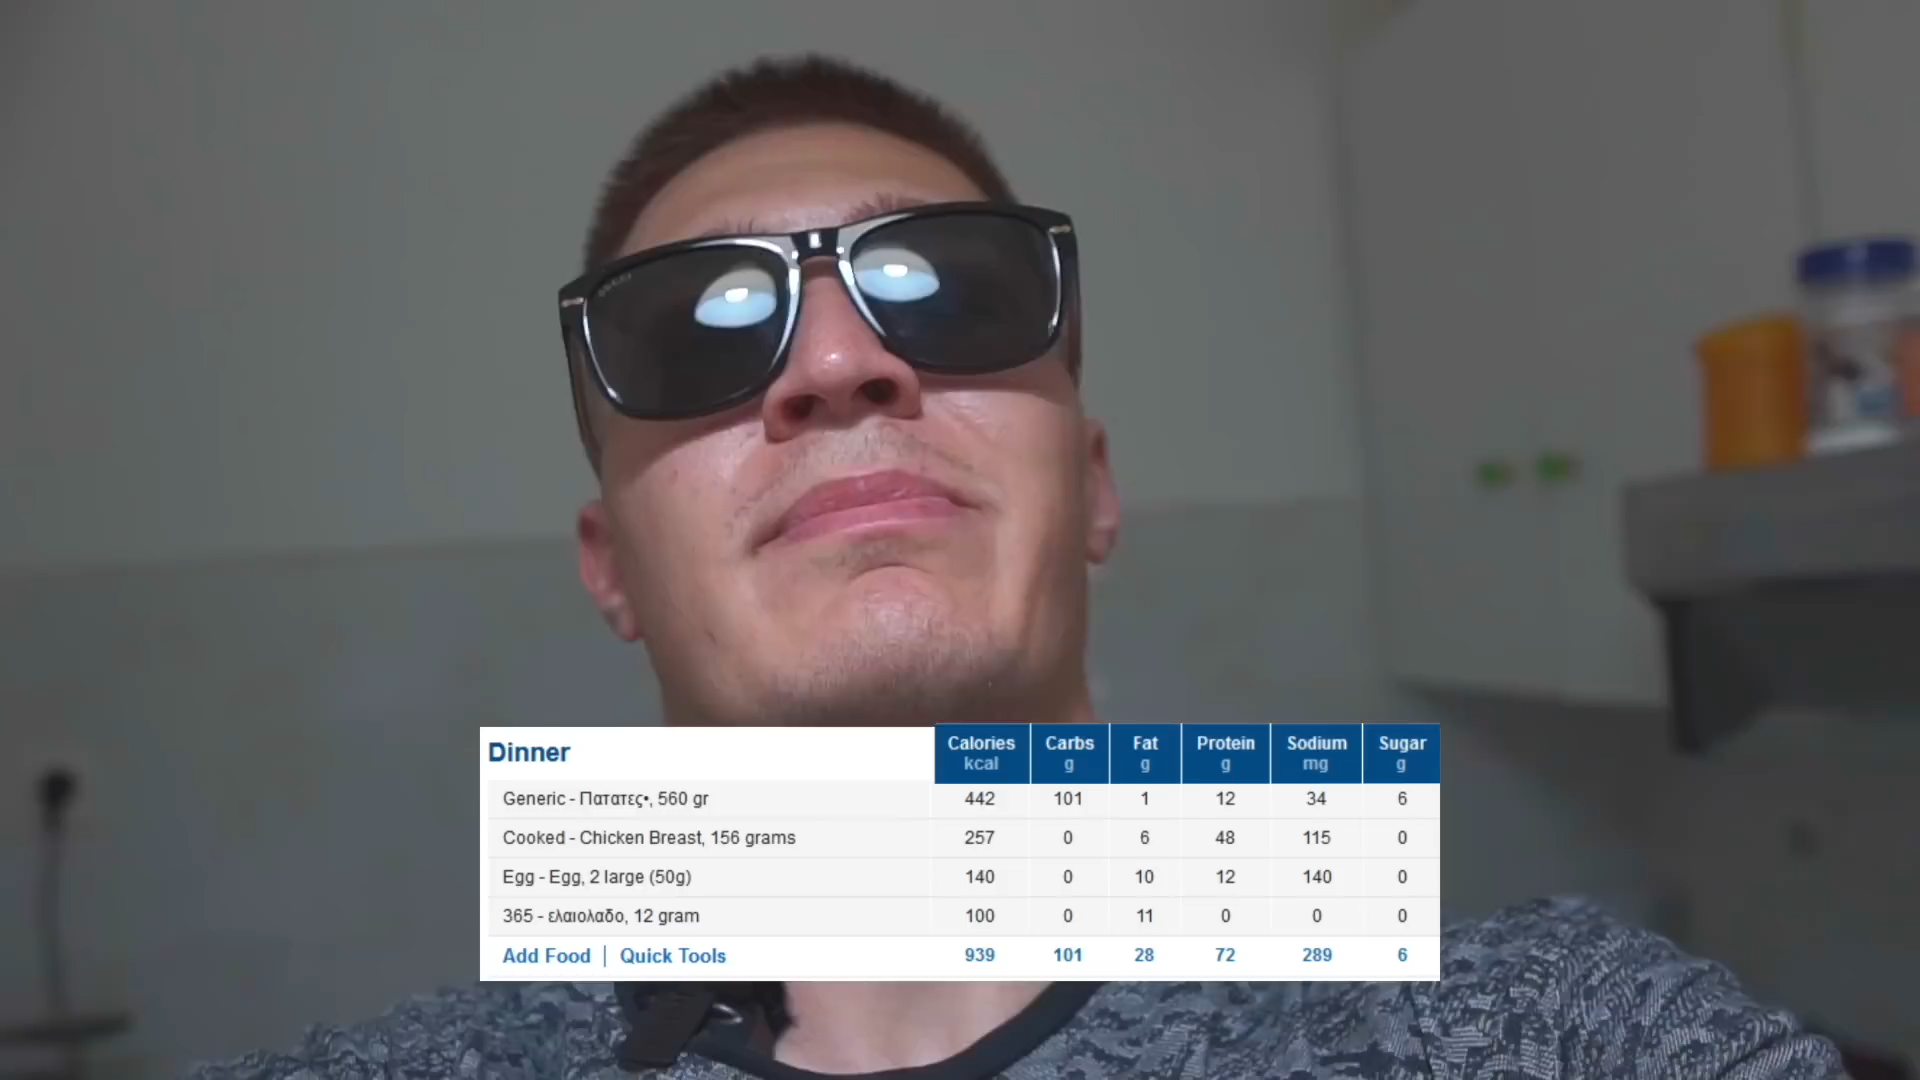 Dinner Calories Carbs Fat Protein Sodium Sugar
kcal g g g mg g
Generic - Πατατες•, 560 gr 442 101 1 12 34 6
Cooked - Chicken Breast, 156 grams 257 0 6 48 115 0
Egg - Egg, 2 large (50g) 140 0 10 12 140 0
365 - ελαιολαδο, 12 gram 100 0 11 0 0 0
Add Food | Quick Tools 939 101 28 72 289 6